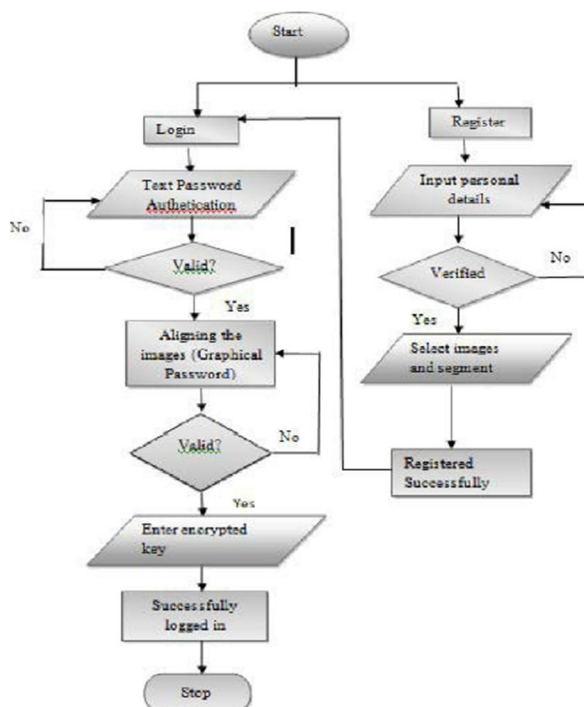 Start
Login
Register
Text Password
Authetication
Input personal
details
No
Valid?
Verified
No
Yes
Yes
Aligning the
images (Graphical
Password)
Select images
and segment
Valid?
No
Registered
Successfully
Yes
Enter encrypted
key
Successfully
logged in
Stop